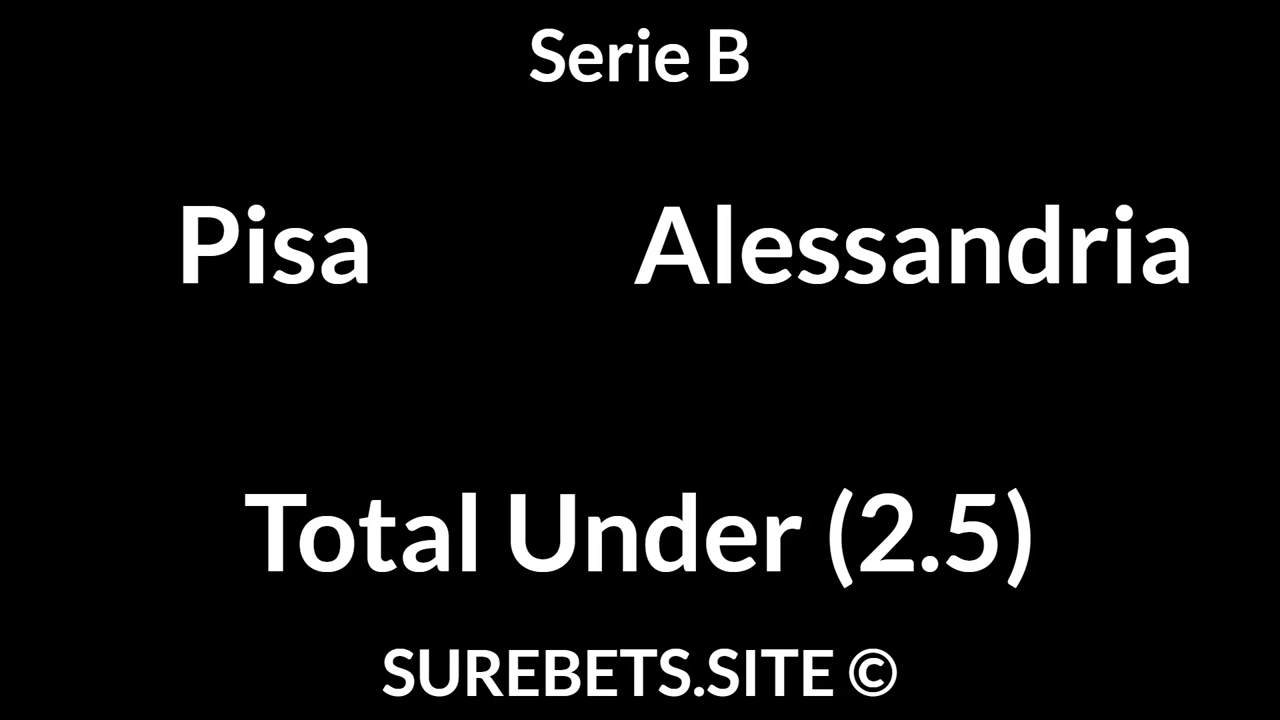 Serie B
Pisa Alessandria
Total Under (2.5)
SUREBETS.SITE ©